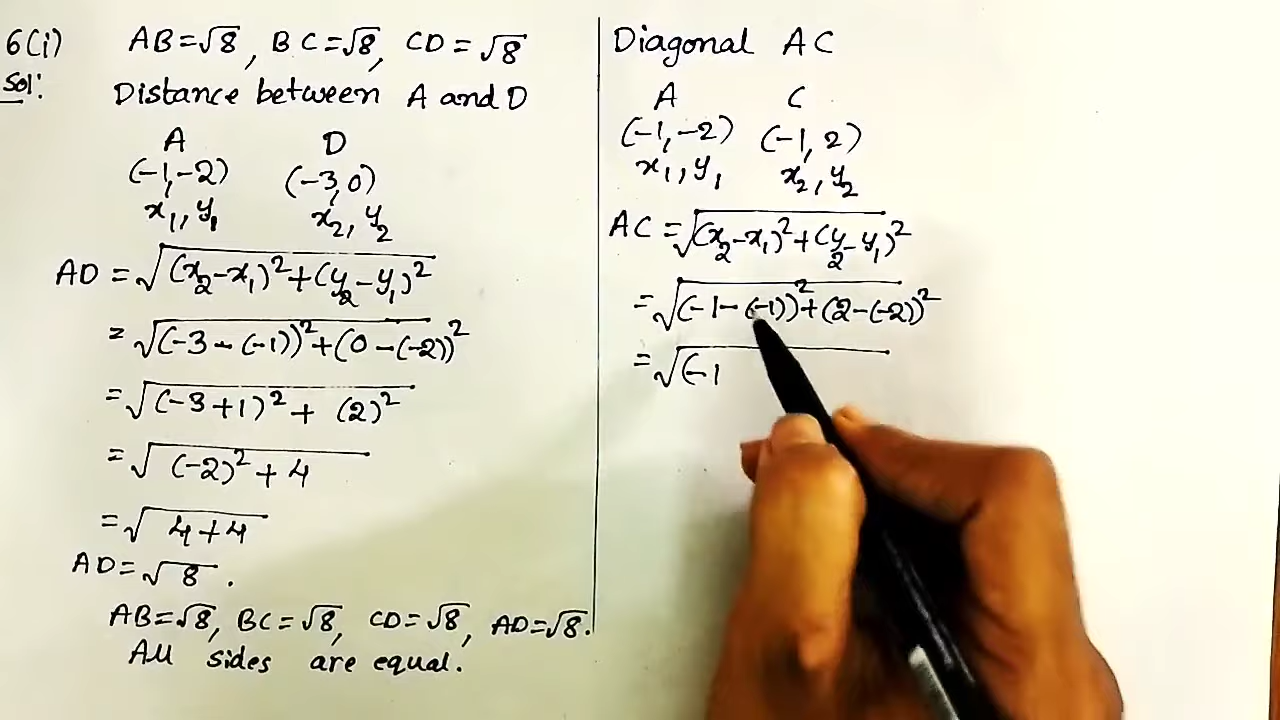 6(i) AB=√8, BC=√8, CD=√8
Sol: Distance between A and D
A D
(-1,-2) (-3,0)
x₁,y₁ x₂,y₂
AD = √(x₂-x₁)²+(y₂-y₁)²
= √(-3-(-1))²+(0-(-2))²
= √(-3+1)²+ (2)²
= √(-2)²+4
= √4+4
AD = √8.
AB=√8, BC=√8, CD=√8, AD=√8.
All sides are equal.
Diagonal AC
A C
(-1,-2) (-1,2)
x₁,y₁ x₂,y₂
AC = √(x₂-x₁)²+(y₂-y₁)²
= √(-1-(-1))²+(2-(-2))²
= √(-1